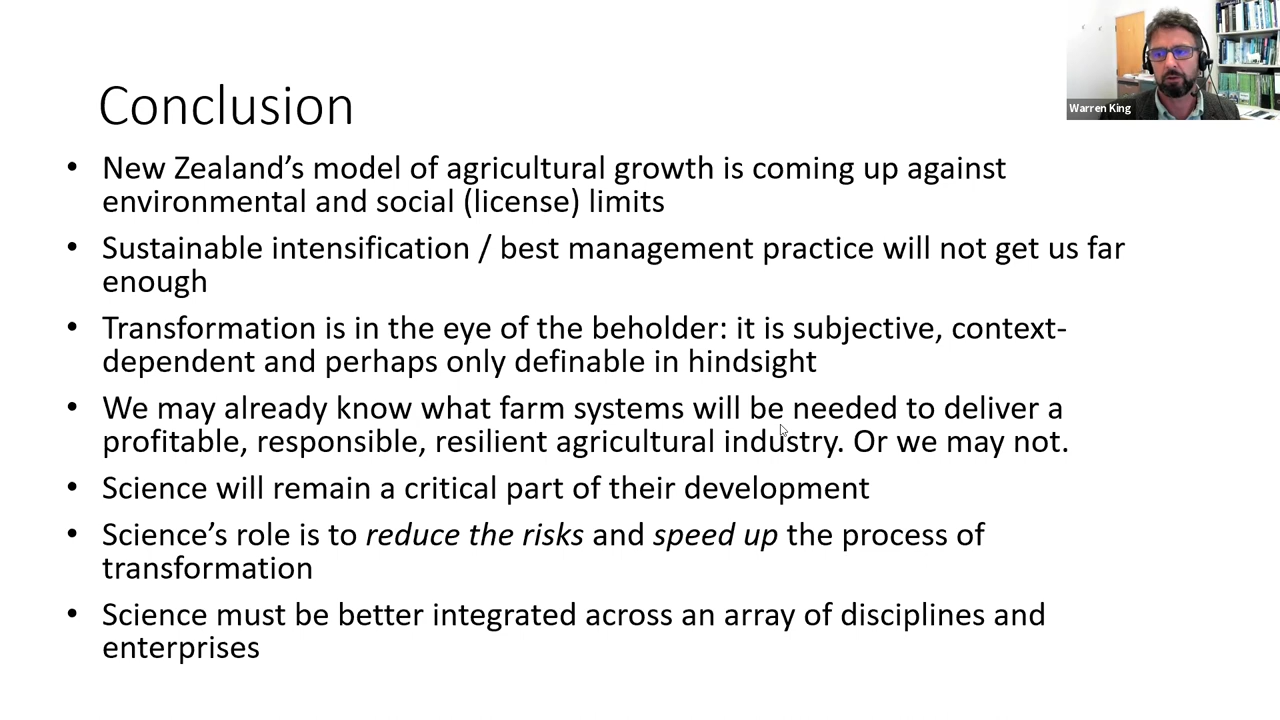 Warren King
Conclusion
• New Zealand’s model of agricultural growth is coming up against
environmental and social (license) limits
• Sustainable intensification / best management practice will not get us far
enough
• Transformation is in the eye of the beholder: it is subjective, context-
dependent and perhaps only definable in hindsight
• We may already know what farm systems will be needed to deliver a
profitable, responsible, resilient agricultural industry. Or we may not.
• Science will remain a critical part of their development
• Science’s role is to reduce the risks and speed up the process of
transformation
• Science must be better integrated across an array of disciplines and
enterprises